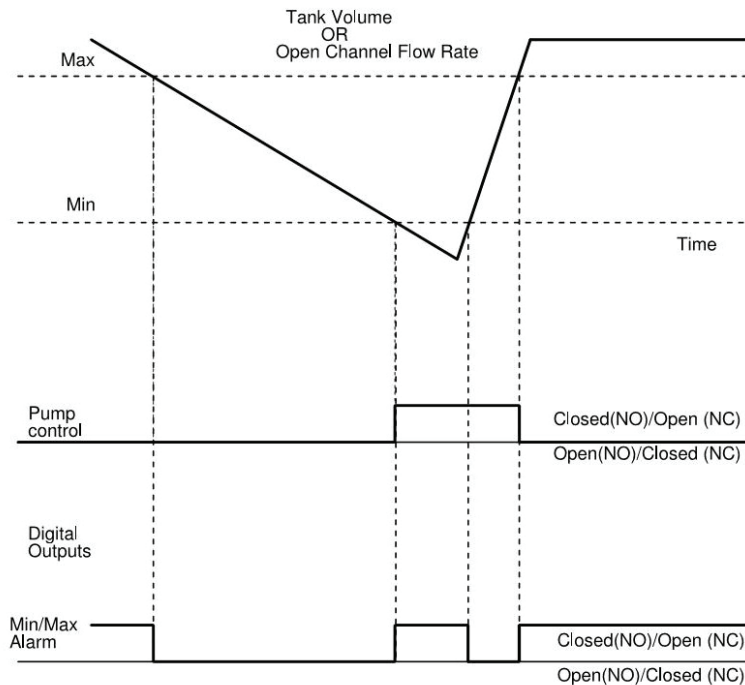 Tank Volume
OR
Open Channel Flow Rate
Max
Min
Time
Pump
control
Closed(NO)/Open (NC)
Open(NO)/Closed (NC)
Digital
Outputs
Min/Max
Alarm
Closed(NO)/Open (NC)
Open(NO)/Closed (NC)